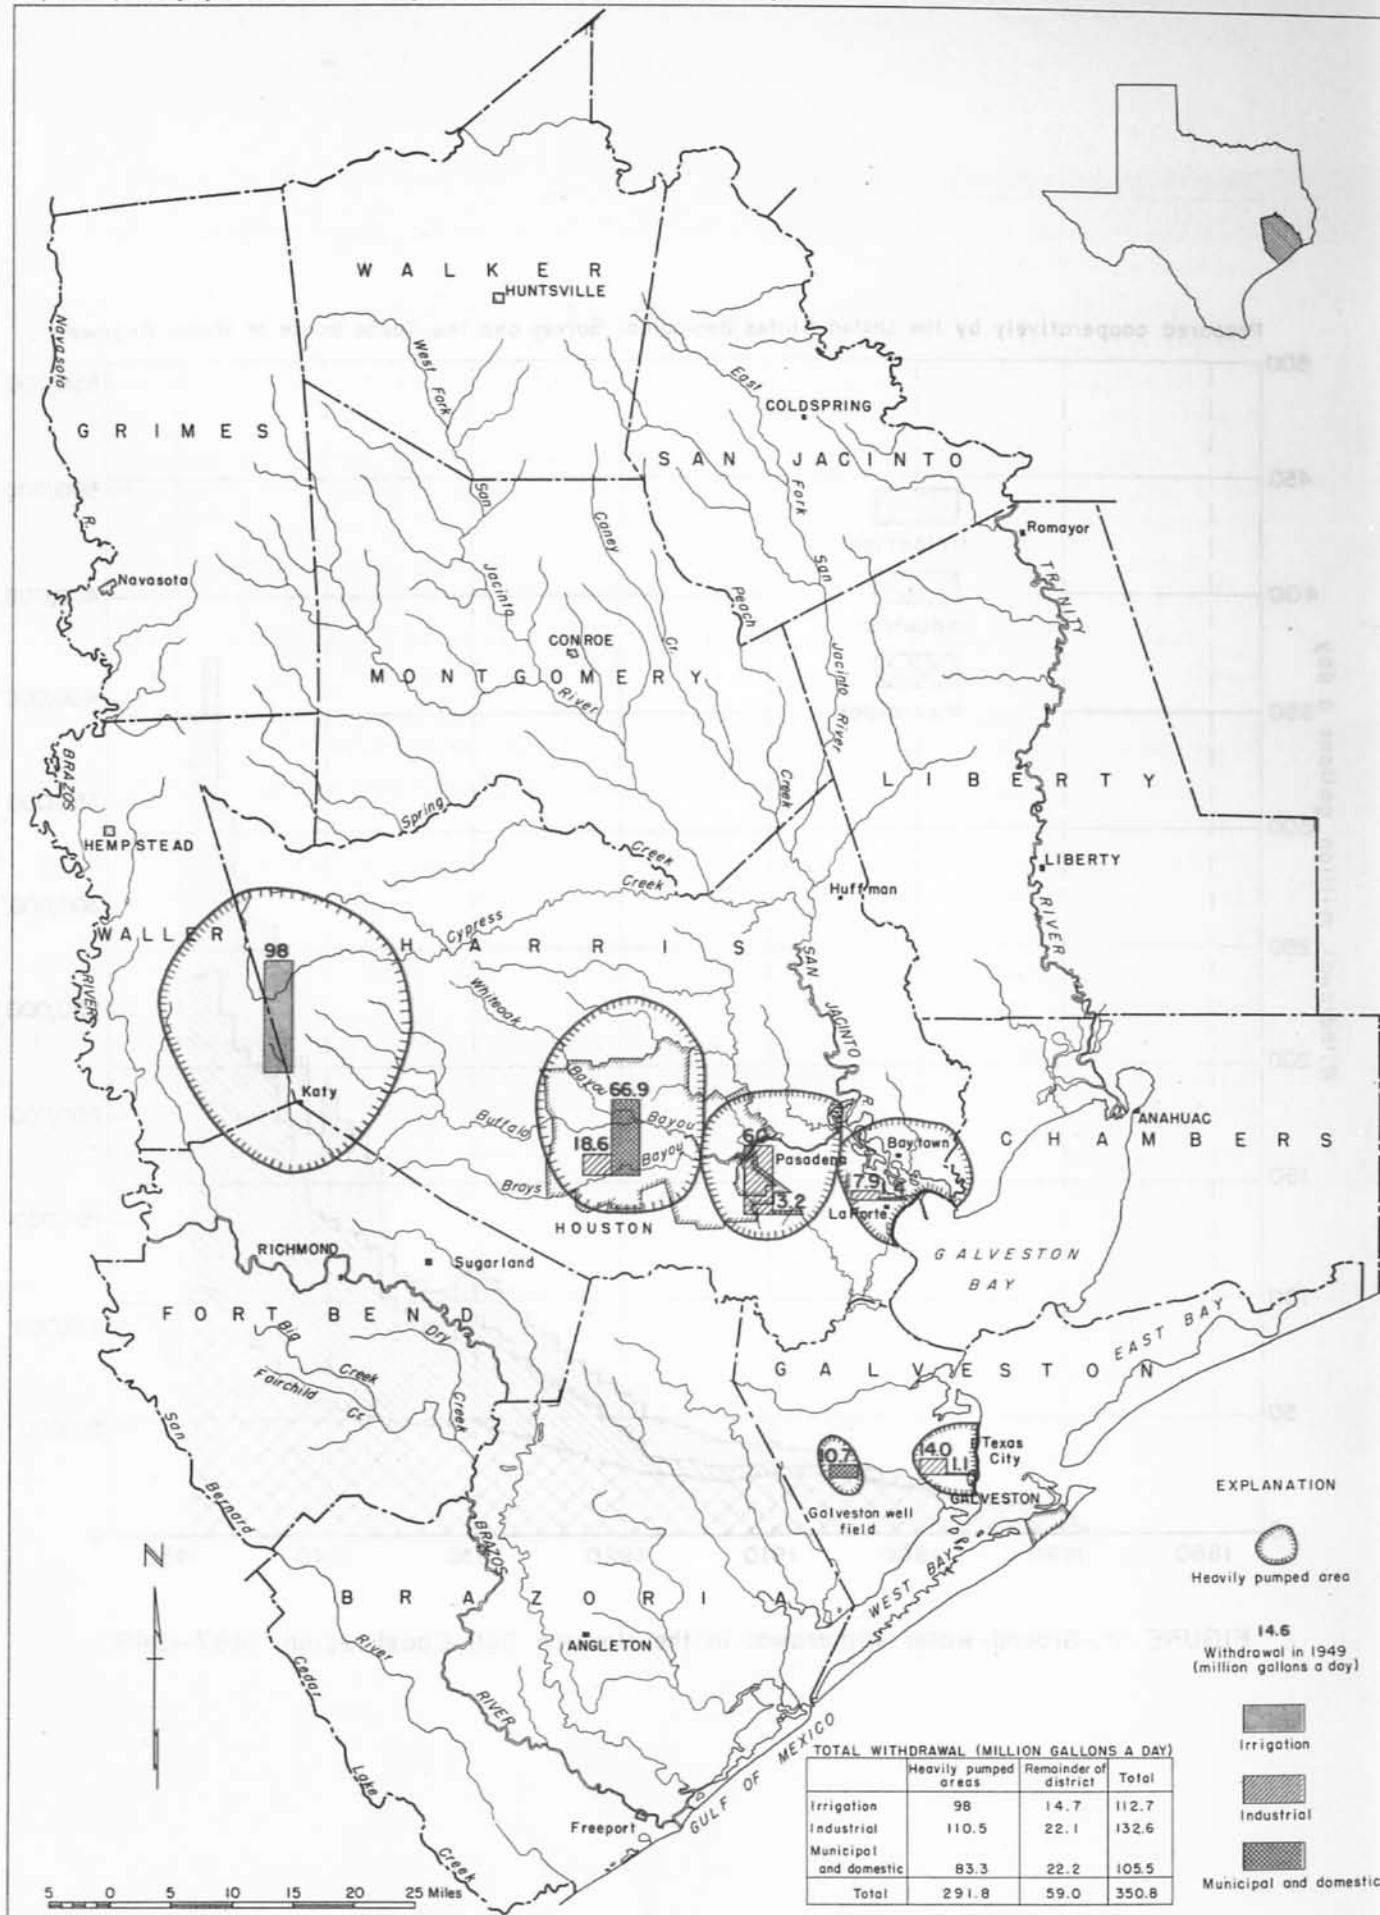 WALKER
HUNTSVILLE
Navasota
West Fork
East
COLDSPRING
GRIMES
SAN JACINTO
San
Fork
Caney
Romayor
R.
San
TRINITY
Navasota
Jacinto
Peach
CONROE
Cr.
Jacinto
MONTGOMERY
River
River
BRAZOS
LIBERTY
Creek
Spring
HEMPSTEAD
Creek
LIBERTY
Creek
Huffman
RIVER
WALLER
Cypress
HARRIS
98
SAN
RIVER
Whiteoak
JACINTO
Katy
Bayou
66.9
R.
ANAHUAC
Buffalo
Bayou
60
Baytown
CHAMBERS
18.6
Bayou
Pasadena
Brays
17.9
1.4
3.2
La Porte
HOUSTON
GALVESTON
BAY
RICHMOND
Sugarland
FORT BEND
EAST BAY
Big
Dry
Creek
GALVESTON
Fairchild
Cr.
Creek
San
10.7
14.0
1.1
Texas
City
Bernard
GALVESTON
Galveston well
field
BRAZOS
N
WEST BAY
BRAZORIA
ANGLETON
River
Cedar
RIVER
Lake
GULF OF MEXICO
Freeport
Creek
5 0 5 10 15 20 25 Miles
EXPLANATION
Heavily pumped area
14.6
Withdrawal in 1949
(million gallons a day)
Irrigation
Industrial
Municipal and domestic
TOTAL WITHDRAWAL (MILLION GALLONS A DAY)
Heavily pumped areas Remainder of district Total
Irrigation 98 14.7 112.7
Industrial 110.5 22.1 132.6
Municipal
and domestic 83.3 22.2 105.5
Total 291.8 59.0 350.8